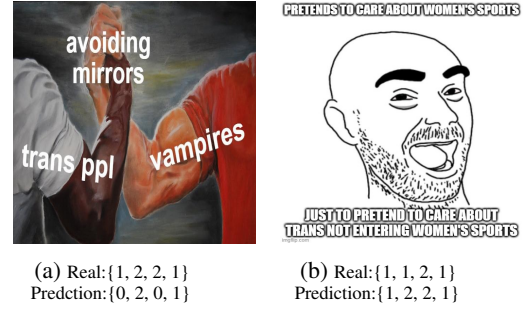 avoiding
mirrors
trans ppl
vampires
PRETENDS TO CARE ABOUT WOMEN'S SPORTS
JUST TO PRETEND TO CARE ABOUT
TRANS NOT ENTERING WOMEN'S SPORTS
imgflip.com
(a) Real:{1, 2, 2, 1}
Predction:{0, 2, 0, 1}
(b) Real:{1, 1, 2, 1}
Prediction:{1, 2, 2, 1}